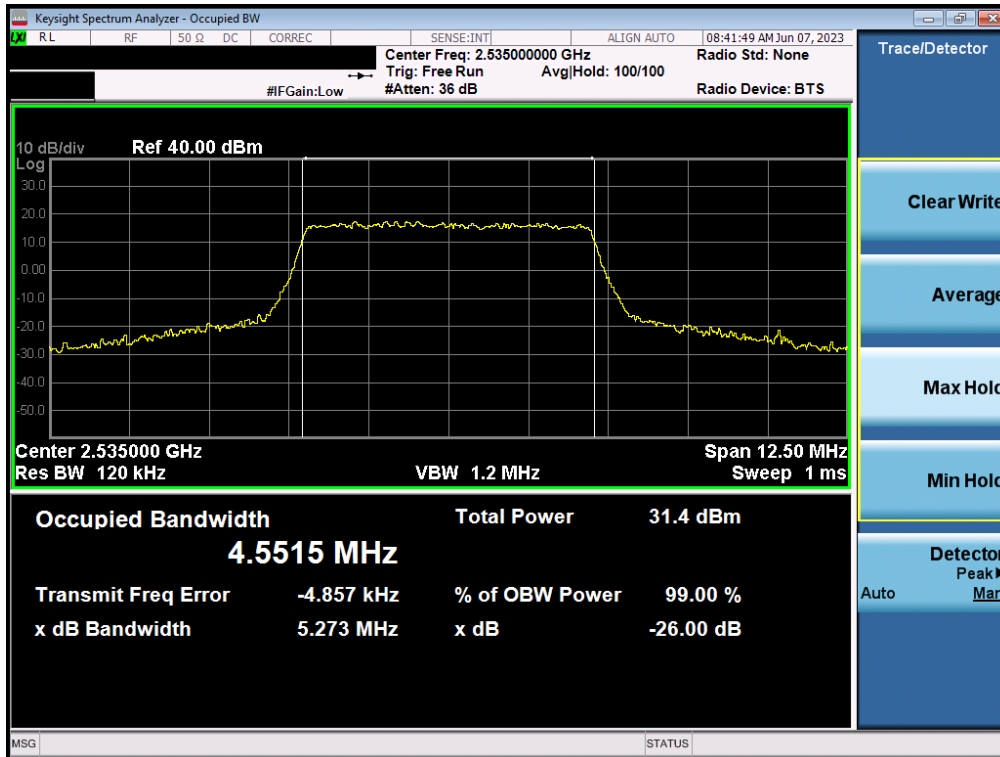 Keysight Spectrum Analyzer - Occupied BW
LXI RL RF 50 Ω DC CORREC SENSE:INT ALIGN AUTO 08:41:49 AM Jun 07, 2023
Center Freq: 2.535000000 GHz Radio Std: None
Trig: Free Run Avg|Hold: 100/100
#IFGain:Low #Atten: 36 dB Radio Device: BTS
Trace/Detector
10 dB/div Ref 40.00 dBm
Log
30.0
20.0
10.0
0.00
-10.0
-20.0
-30.0
-40.0
-50.0
Center 2.535000 GHz Span 12.50 MHz
Res BW 120 kHz VBW 1.2 MHz Sweep 1 ms
Occupied Bandwidth Total Power 31.4 dBm
4.5515 MHz
Transmit Freq Error -4.857 kHz % of OBW Power 99.00 %
x dB Bandwidth 5.273 MHz x dB -26.00 dB
Clear Write
Average
Max Hold
Min Hold
Detector
Peak
Auto Man
MSG STATUS